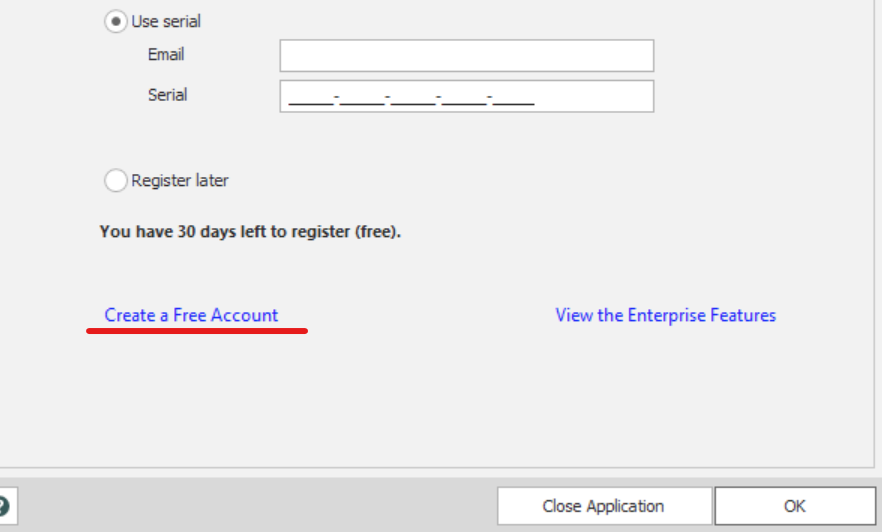 Use serial
Email
Serial
_____-_____-_____-_____-_____
Register later
You have 30 days left to register (free).
Create a Free Account
View the Enterprise Features
?
Close Application
OK